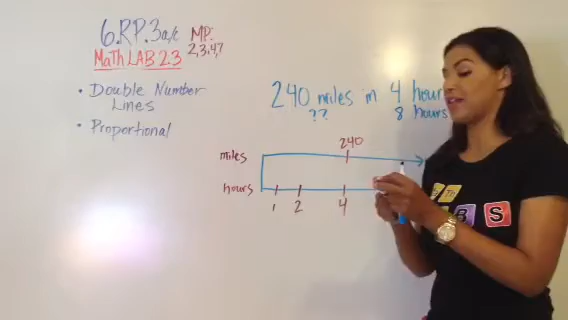 6.RP.3a/c
MP:
2,3,4,7
Math LAB 2.3
• Double Number
Lines
• Proportional
240 miles in 4 hour
??
8 hours
240
miles
hours
1 2 4
S